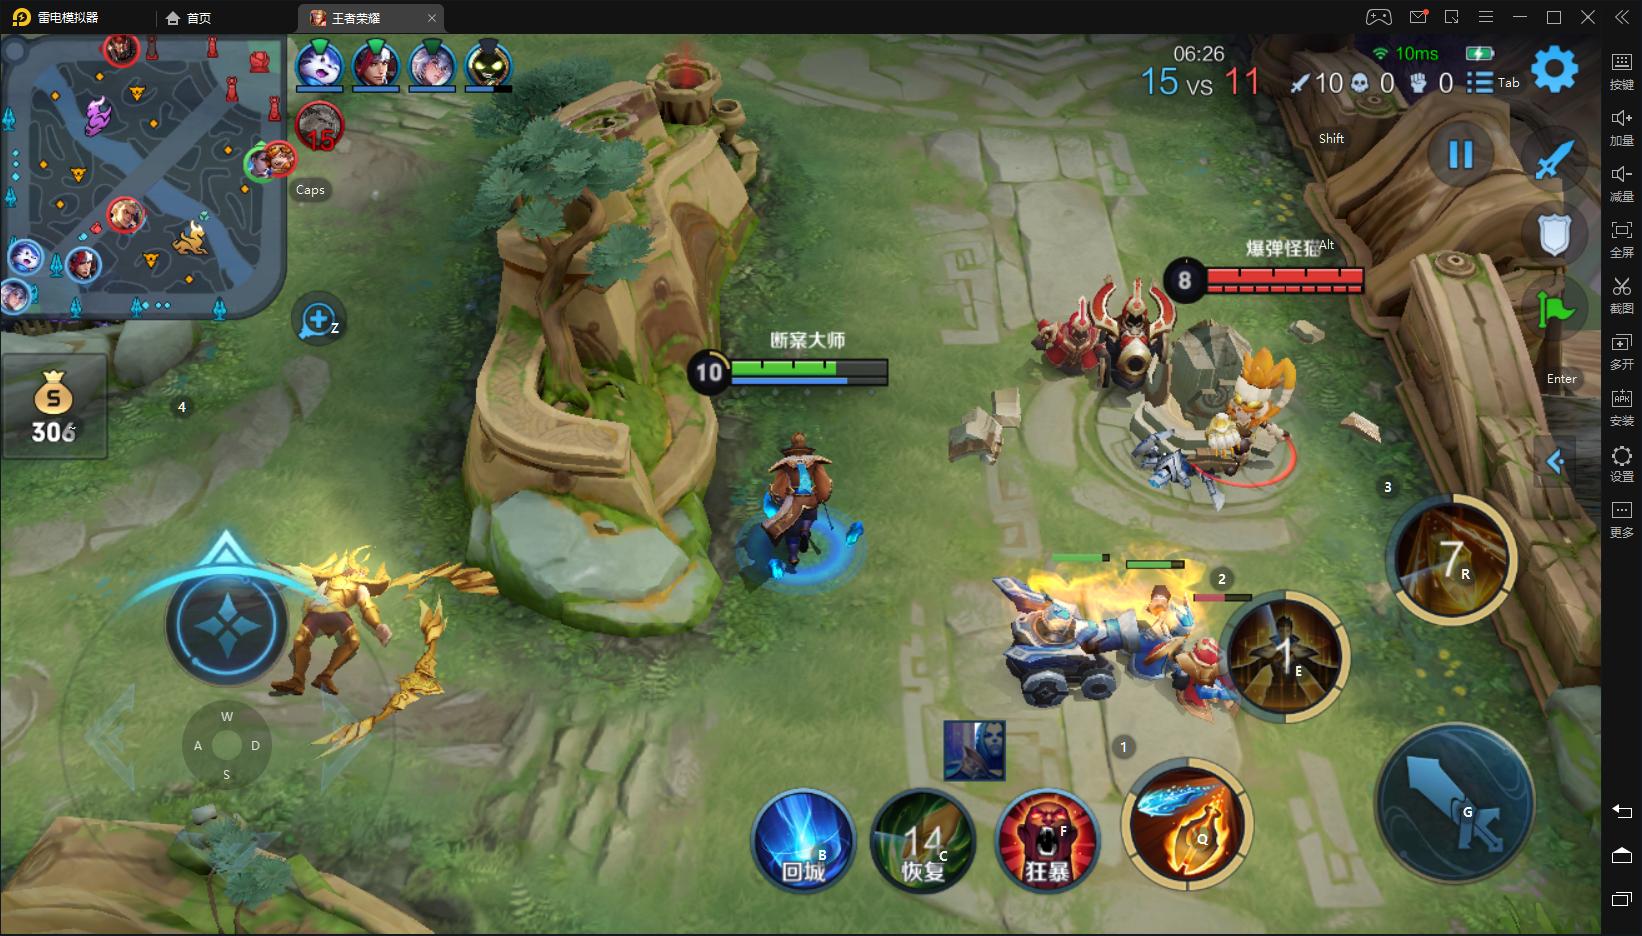 雷电模拟器
首页
王者荣耀
06:26
15 vs 11
10ms
10 0 0
Tab
Shift
15
Caps
爆弹怪猫
Alt
8
Z
断案大师
10
S
306
4
Enter
3
7
R
2
1
E
W
A D
S
1
G
回城
B
14
恢复
C
狂暴
F
Q
按键
加量
减量
全屏
截图
多开
APK
安装
设置
更多